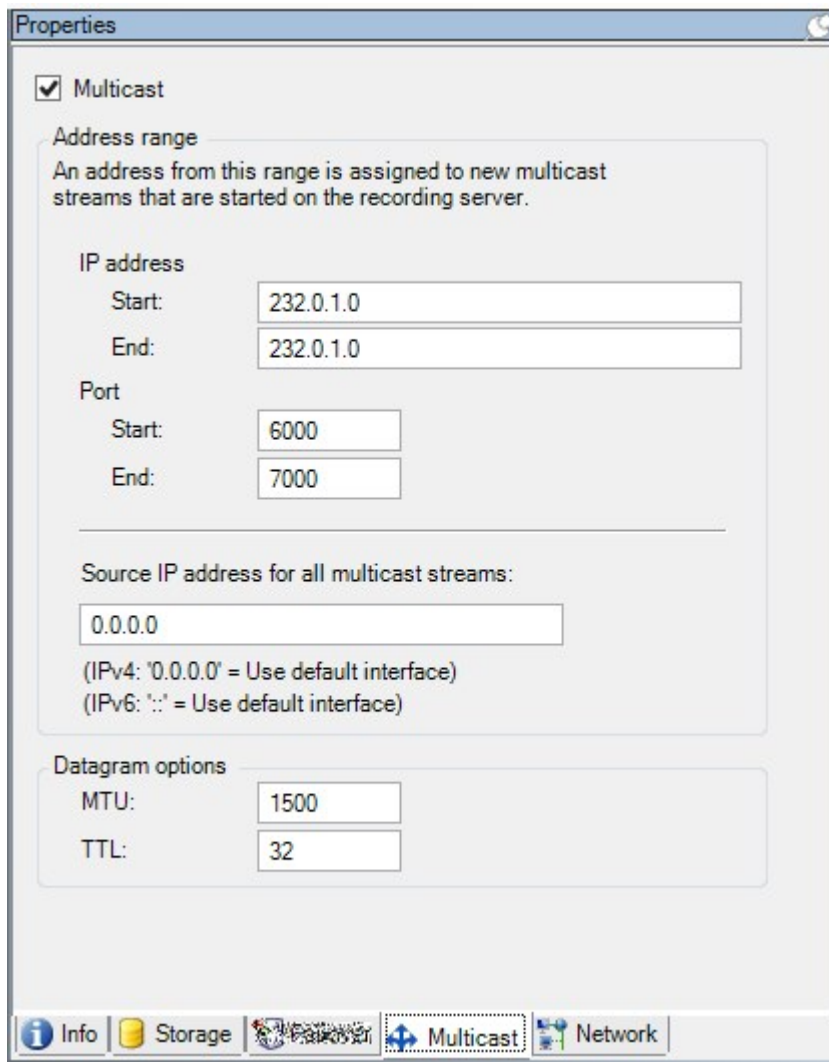 Properties
Multicast
Address range
An address from this range is assigned to new multicast
streams that are started on the recording server.
IP address
Start: 232.0.1.0
End: 232.0.1.0
Port
Start: 6000
End: 7000
Source IP address for all multicast streams:
0.0.0.0
(IPv4: '0.0.0.0' = Use default interface)
(IPv6: '::' = Use default interface)
Datagram options
MTU: 1500
TTL: 32
Info Storage Multicast Network